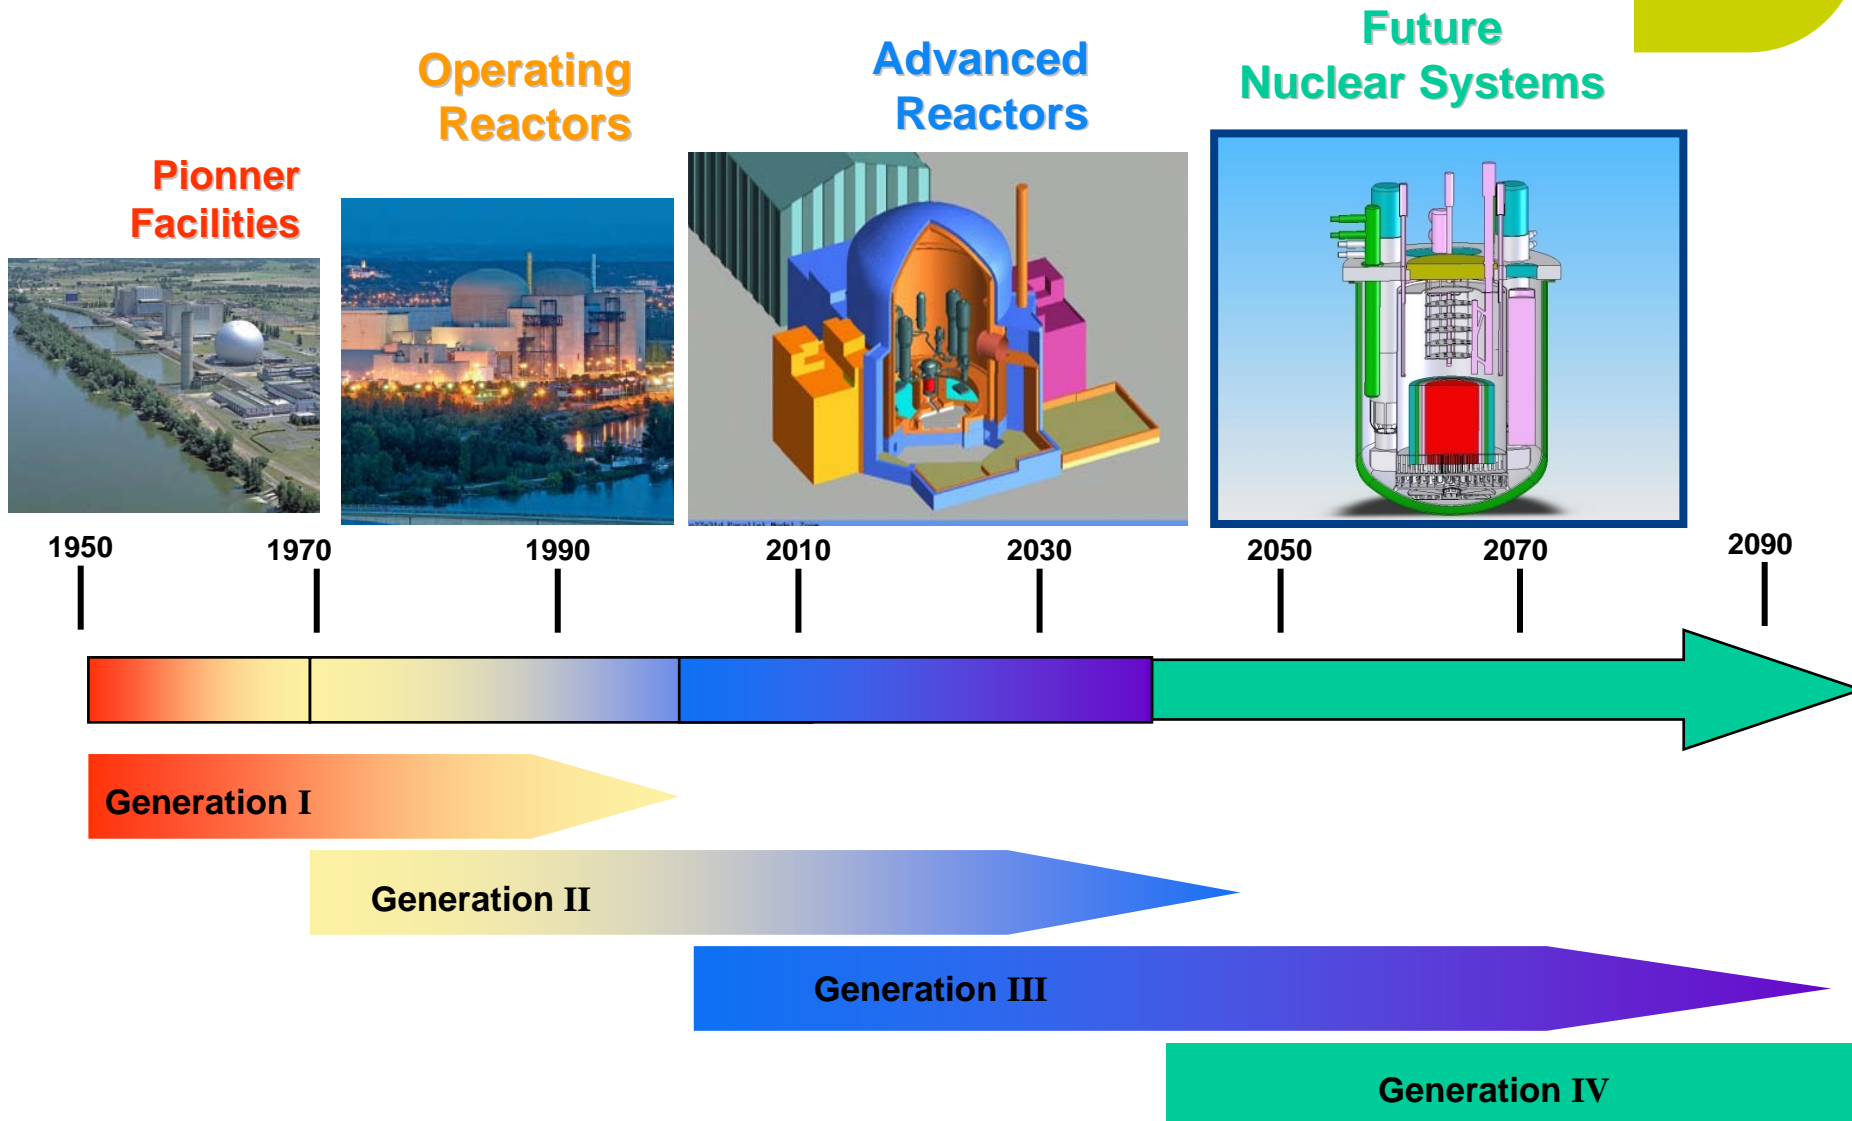 Future
Nuclear Systems
Advanced
Reactors
Operating
Reactors
Pionner
Facilities
1950
1970
1990
2010
2030
2050
2070
2090
Generation I
Generation II
Generation III
Generation IV